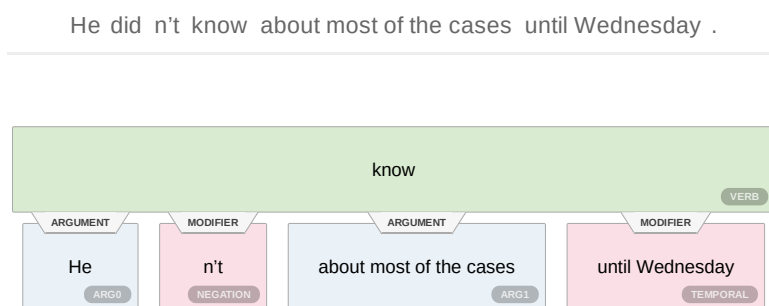 He did n't know about most of the cases until Wednesday .
know
VERB
ARGUMENT MODIFIER ARGUMENT MODIFIER
He n't about most of the cases until Wednesday
ARG0 NEGATION ARG1 TEMPORAL